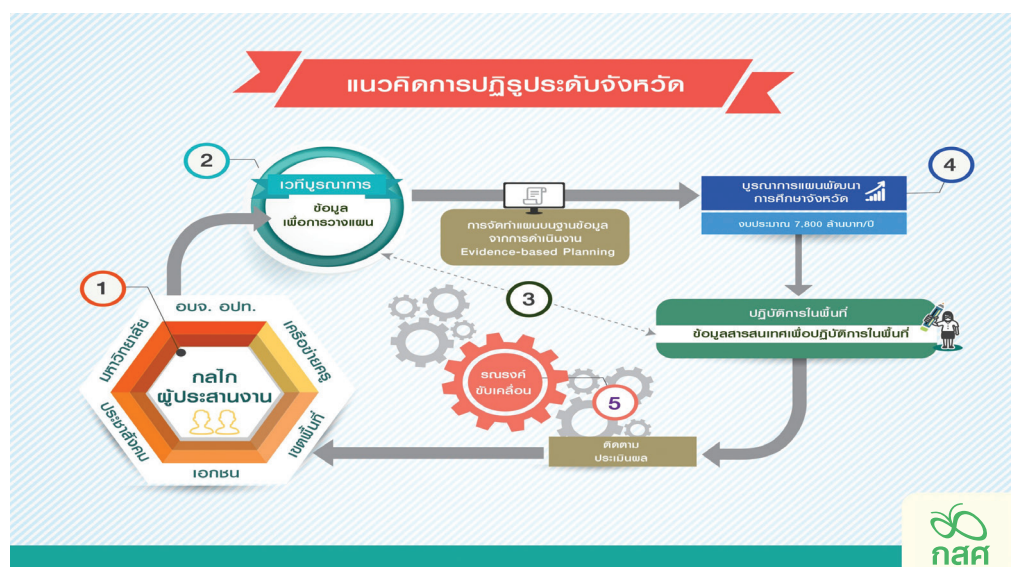 แนวคิดการปฏิรูประดับจังหวัด
2
เวทีบูรณาการ
ข้อมูล
เพื่อการวางแผน
การจัดทำแผนบนฐานข้อมูล
จากการดำเนินงาน
Evidence-based Planning
4
บูรณาการแผนพัฒนา
การศึกษาจังหวัด
งบประมาณ 7,800 ล้านบาท/ปี
1
อบจ. อปท.
มหาวิทยาลัย
เครือข่ายครู
กลไก
ผู้ประสานงาน
ประชาสังคม
เขตพื้นที่
เอกชน
3
ปฏิบัติการในพื้นที่
ข้อมูลสารสนเทศเพื่อปฏิบัติการในพื้นที่
รณรงค์
ขับเคลื่อน
5
ติดตาม
ประเมินผล
กสศ